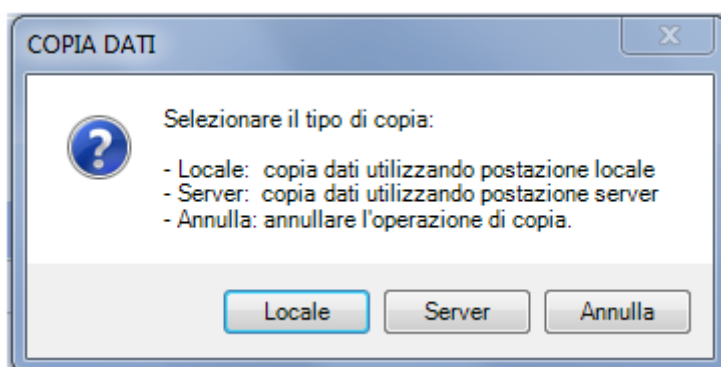 COPIA DATI
Selezionare il tipo di copia:
- Locale:  copia dati utilizzando postazione locale
- Server:  copia dati utilizzando postazione server
- Annulla: annullare l'operazione di copia.
Locale
Server
Annulla